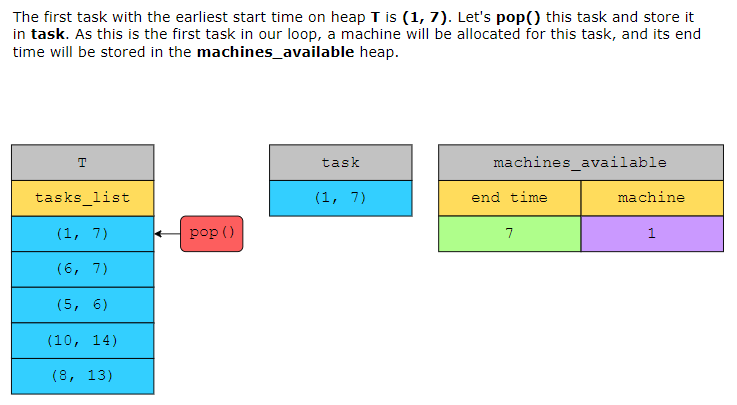 The first task with the earliest start time on heap T is (1, 7). Let's pop() this task and store it
in task. As this is the first task in our loop, a machine will be allocated for this task, and its end
time will be stored in the machines_available heap.
T
tasks_list
(1, 7)
(6, 7)
(5, 6)
(10, 14)
(8, 13)
pop()
task
(1, 7)
machines_available
end time machine
7 1